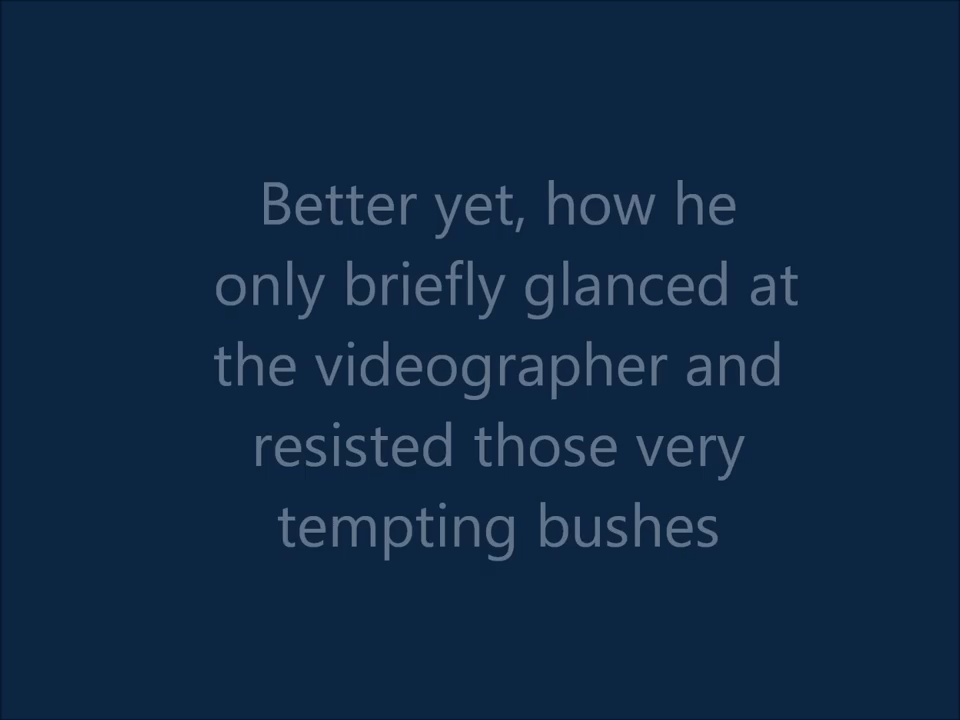 Better yet, how he
only briefly glanced at
the videographer and
resisted those very
tempting bushes